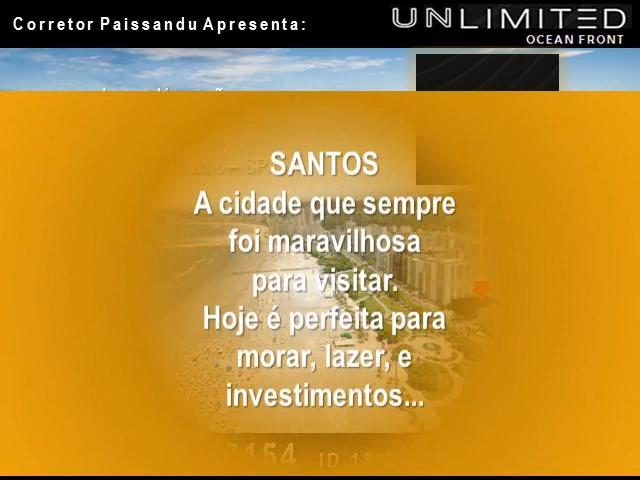 Corretor Paissandu Apresenta:
UNLIMITED
OCEAN FRONT
SANTOS
A cidade que sempre
foi maravilhosa
para visitar.
Hoje é perfeita para
morar, lazer, e
investimentos...